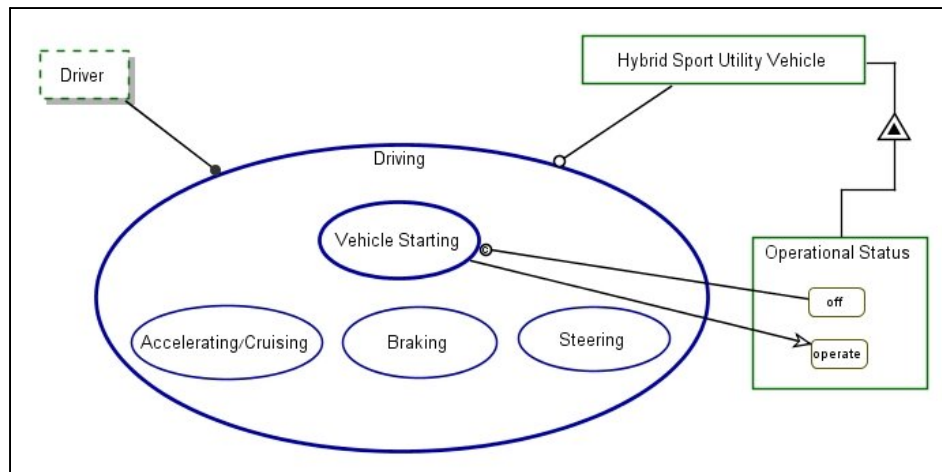 Driver
Hybrid Sport Utility Vehicle
Driving
Vehicle Starting
©
Operational Status
off
operate
Accelerating/Cruising
Braking
Steering